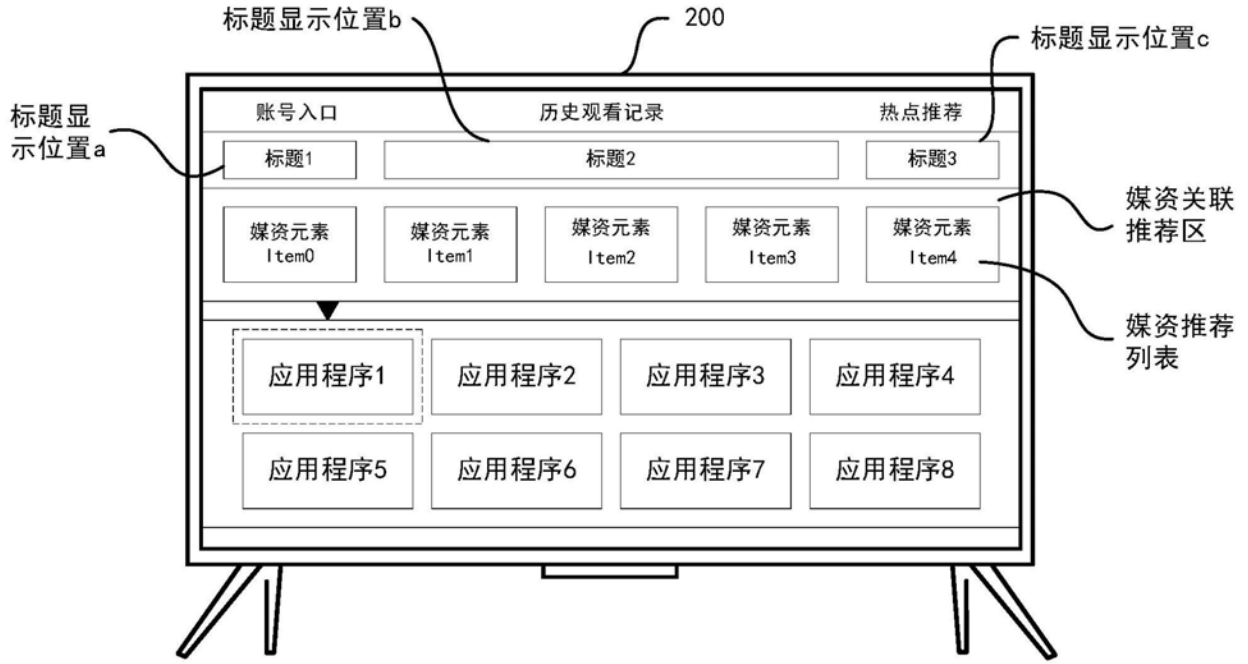 标题显示位置b
200
标题显示位置c
标题显
示位置a
账号入口
历史观看记录
热点推荐
标题1
标题2
标题3
媒资关联
推荐区
媒资元素
Item0
媒资元素
Item1
媒资元素
Item2
媒资元素
Item3
媒资元素
Item4
媒资推荐
列表
应用程序1
应用程序2
应用程序3
应用程序4
应用程序5
应用程序6
应用程序7
应用程序8